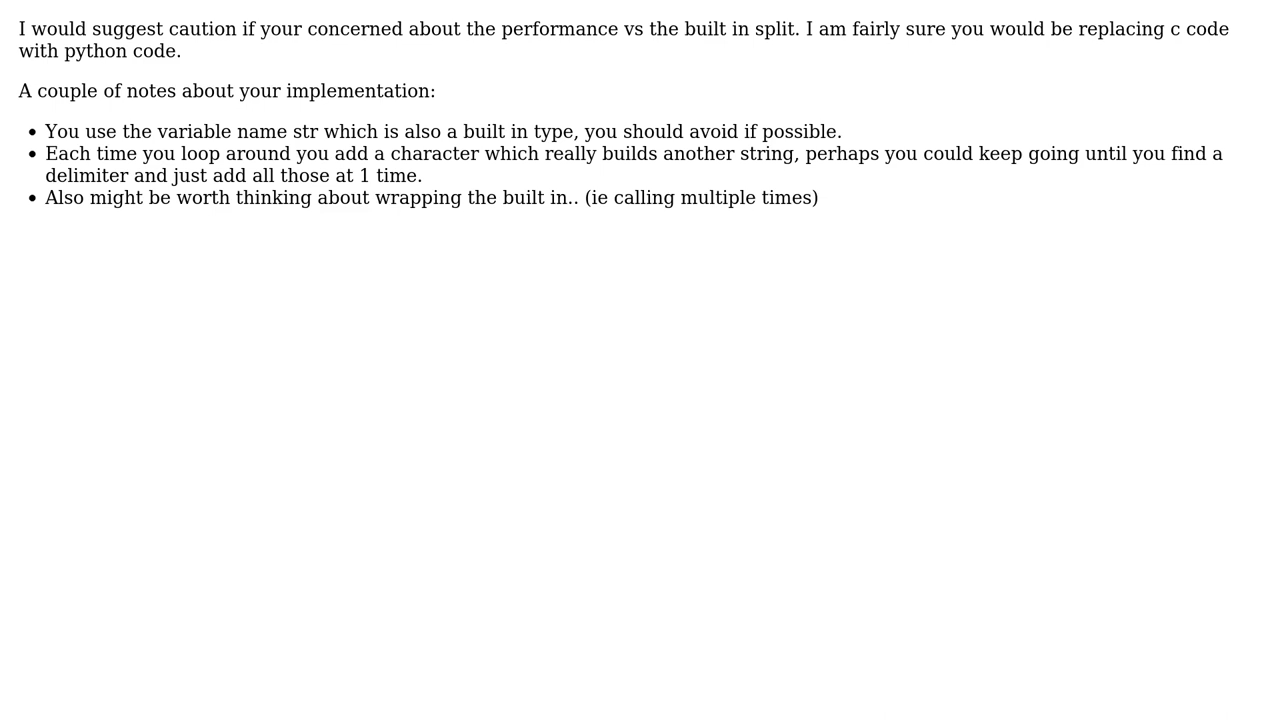 I would suggest caution if your concerned about the performance vs the built in split. I am fairly sure you would be replacing c code
with python code.
A couple of notes about your implementation:
• You use the variable name str which is also a built in type, you should avoid if possible.
• Each time you loop around you add a character which really builds another string, perhaps you could keep going until you find a
delimiter and just add all those at 1 time.
• Also might be worth thinking about wrapping the built in.. (ie calling multiple times)